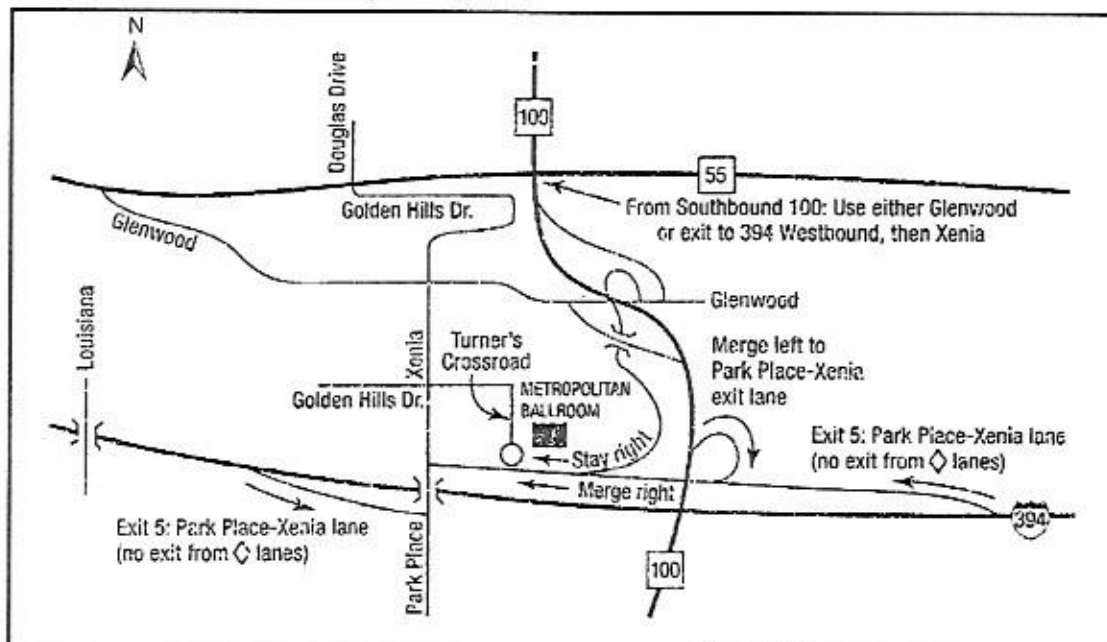 N
Douglas Drive
100
55
Golden Hills Dr.
From Southbound 100: Use either Glenwood
or exit to 394 Westbound, then Xenia
Glenwood
Glenwood
Louisiana
Xenia
Turner's
Crossroad
Merge left to
Park Place-Xenia
exit lane
Golden Hills Dr.
METROPOLITAN
BALLROOM
Stay right
Exit 5: Park Place-Xenia lane
(no exit from ◇ lanes)
Merge right
394
Exit 5: Park Place-Xenia lane
(no exit from ◇ lanes)
Park Place
100